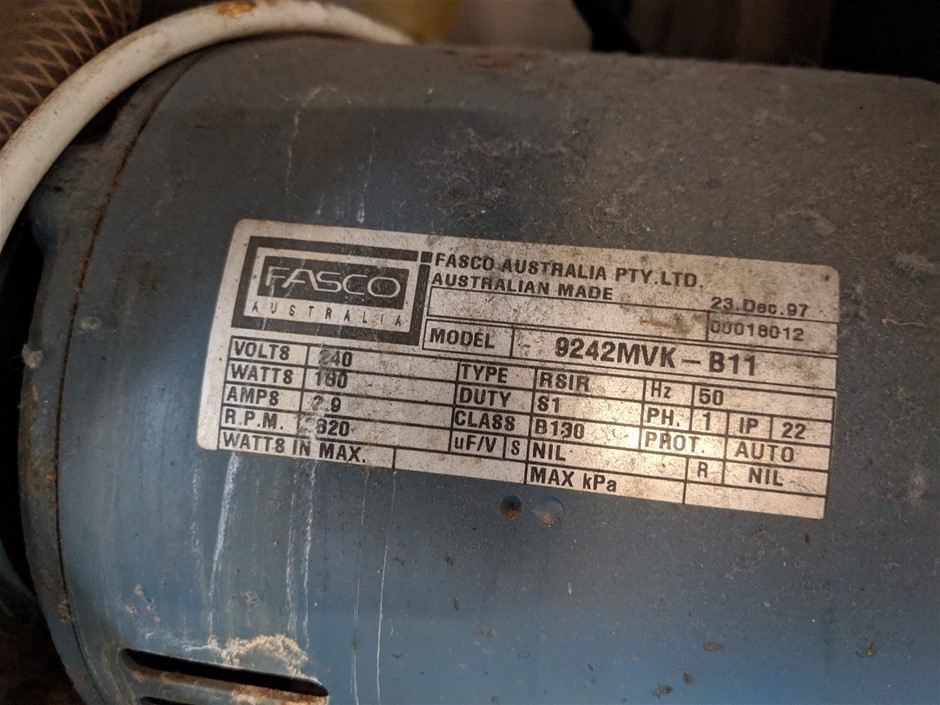 FASCO
AUSTRALIA
FASCO AUSTRALIA PTY.LTD.
AUSTRALIAN MADE
23.Dec.97
00018012
MODEL 9242MVK – B11
VOLTS 240 TYPE RSIR Hz 50
WATTS 180 DUTY S1 PH. 1 IP 22
AMPS 2.9 CLASS B130 PROT. AUTO
R.P.M. uF/V S NIL R NIL
WATTS IN MAX. MAX kPa